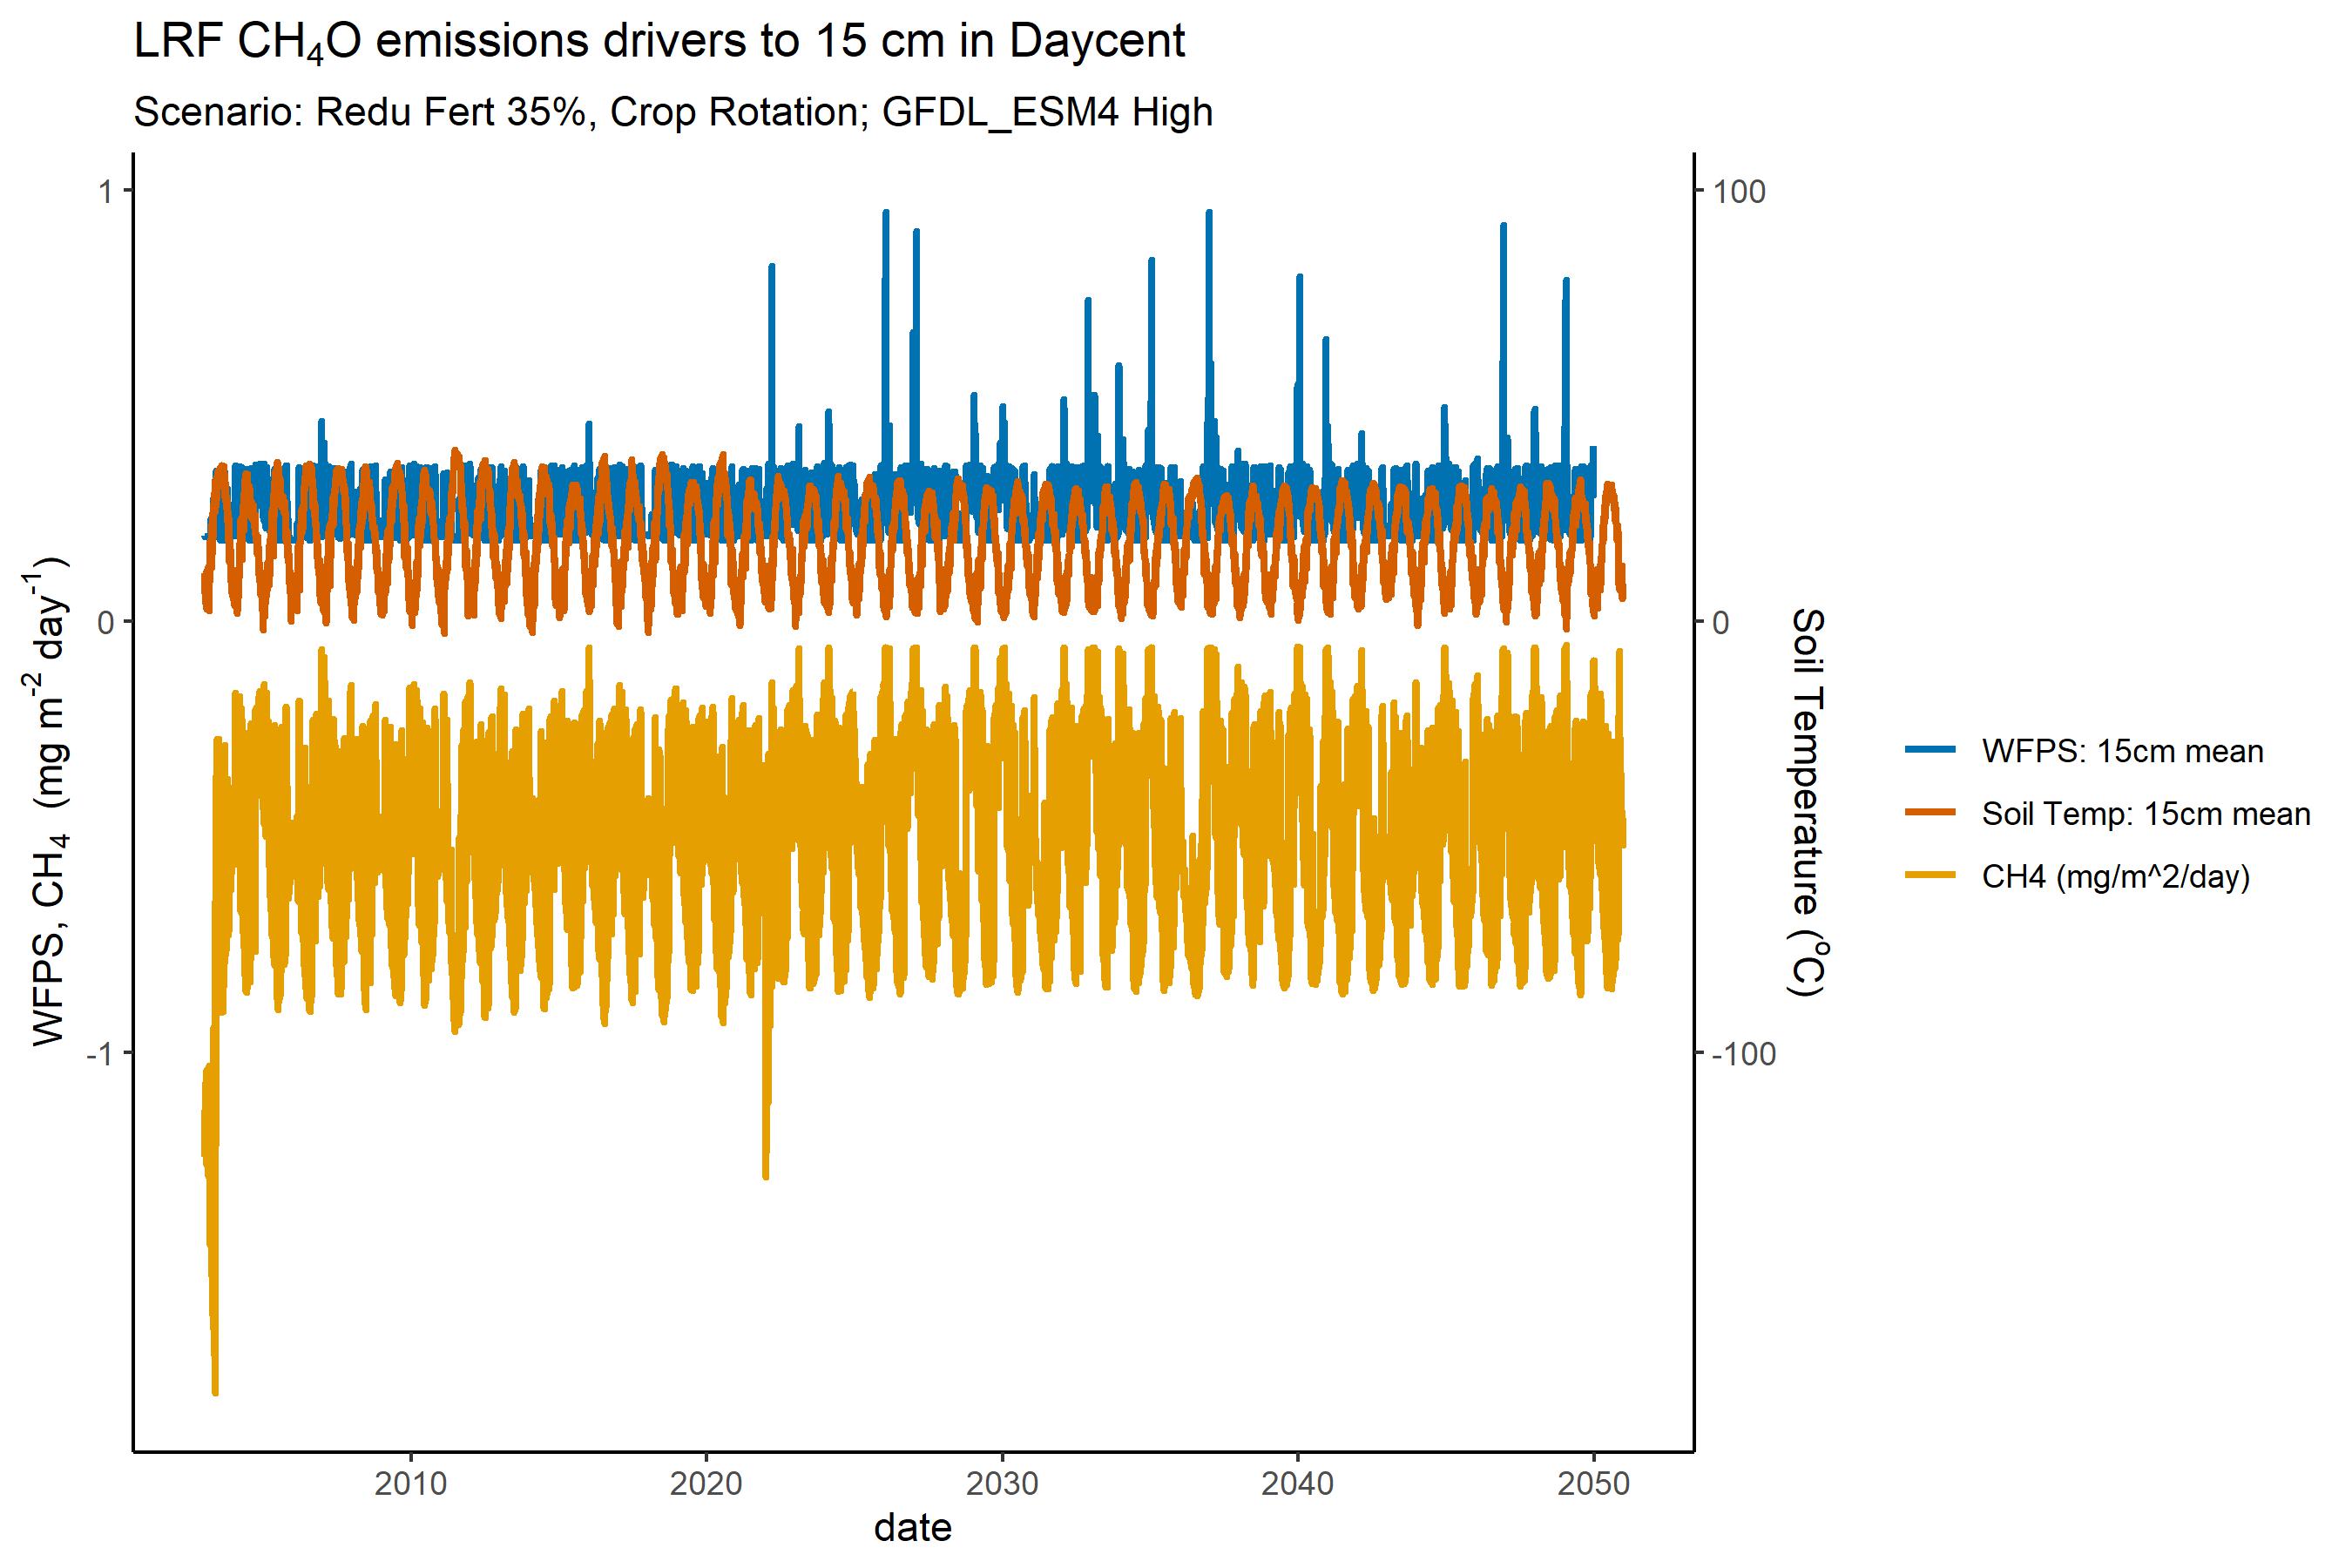 LRF CH₄O emissions drivers to 15 cm in Daycent
Scenario: Redu Fert 35%, Crop Rotation; GFDL_ESM4 High
1
0
-1
WFPS, CH₄ (mg m⁻² day⁻¹)
100
0
-100
Soil Temperature (ºC)
WFPS: 15cm mean
Soil Temp: 15cm mean
CH4 (mg/m^2/day)
2010
2020
2030
2040
2050
date